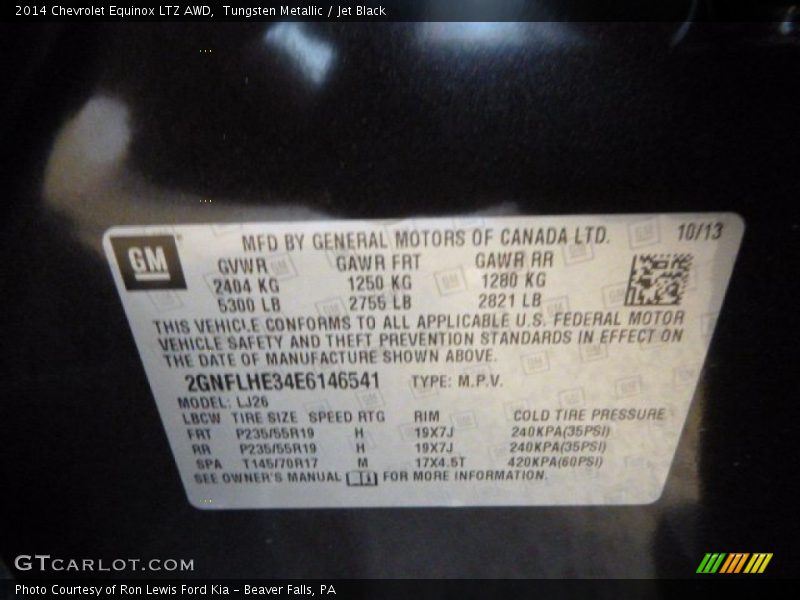 2014 Chevrolet Equinox LTZ AWD,  Tungsten Metallic / Jet Black
GM
MFD BY GENERAL MOTORS OF CANADA LTD. 10/13
GVWR GAWR FRT GAWR RR
2404 KG 1250 KG 1280 KG
5300 LB 2755 LB 2821 LB
THIS VEHICLE CONFORMS TO ALL APPLICABLE U.S. FEDERAL MOTOR
VEHICLE SAFETY AND THEFT PREVENTION STANDARDS IN EFFECT ON
THE DATE OF MANUFACTURE SHOWN ABOVE.
2GNFLHE34E6146541 TYPE: M.P.V.
MODEL: LJ26
LBCW TIRE SIZE SPEED RTG RIM COLD TIRE PRESSURE
FRT P235/55R19 H 19X7J 240KPA(35PSI)
RR P235/55R19 H 19X7J 240KPA(35PSI)
SPA T145/70R17 M 17X4.5T 420KPA(60PSI)
SEE OWNER'S MANUAL FOR MORE INFORMATION.
GTCARLOT.COM
Photo Courtesy of Ron Lewis Ford Kia - Beaver Falls, PA